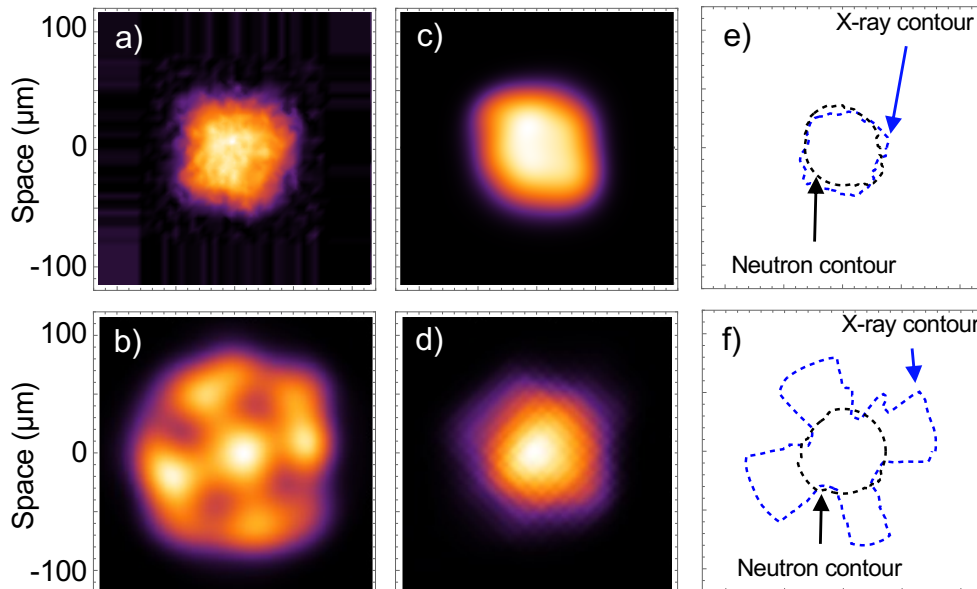 a)
c)
e)
X-ray contour
Neutron contour
100
0
-100
Space (µm)
b)
d)
f)
X-ray contour
Neutron contour
100
0
-100
Space (µm)